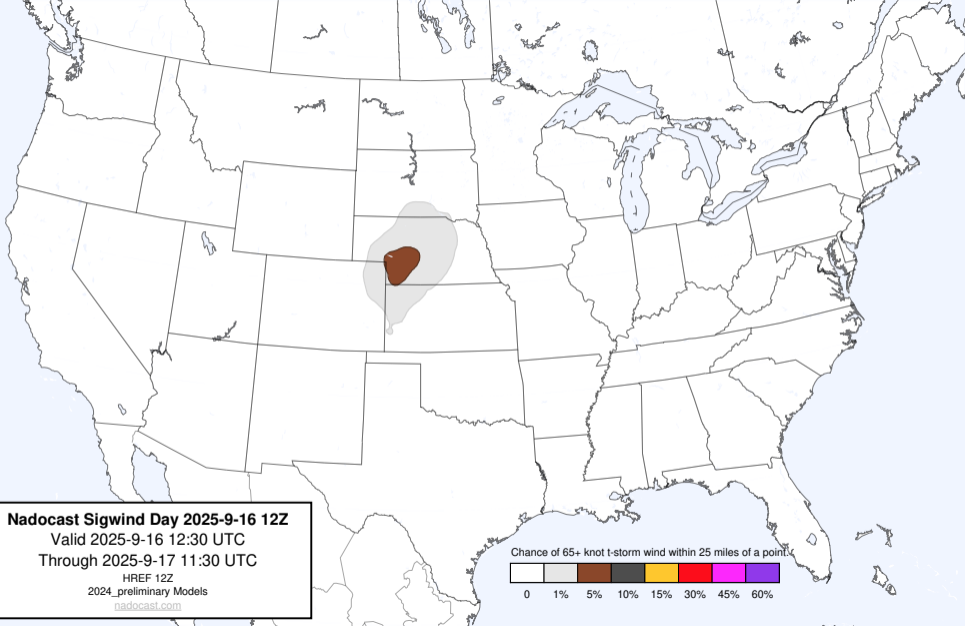 Nadocast Sigwind Day 2025-9-16 12Z
Valid 2025-9-16 12:30 UTC
Through 2025-9-17 11:30 UTC
HREF 12Z
2024_preliminary Models
nadocast.com
Chance of 65+ knot t-storm wind within 25 miles of a point.
0 1% 5% 10% 15% 30% 45% 60%